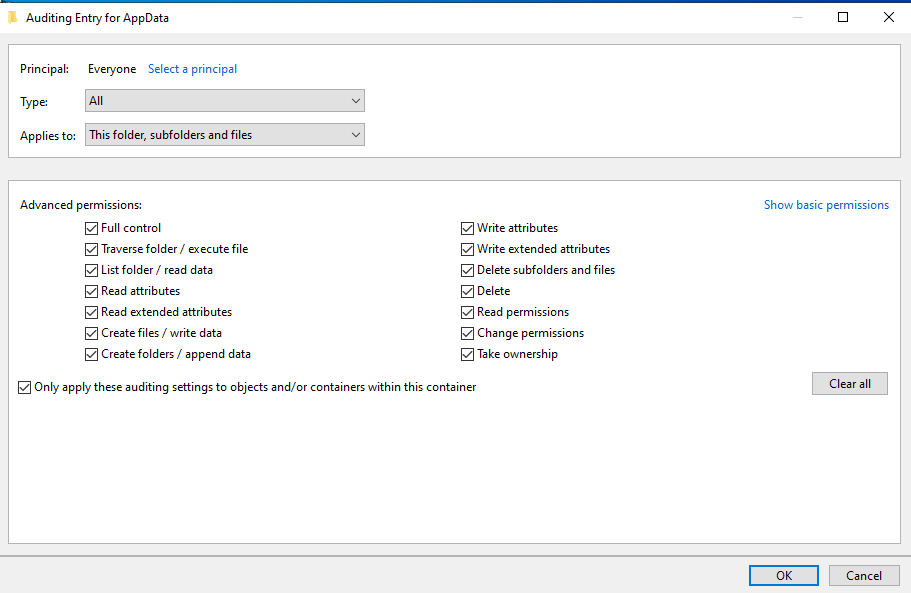 Auditing Entry for AppData
Principal: Everyone Select a principal
Type: All
Applies to: This folder, subfolders and files
Advanced permissions: Show basic permissions
Full control Write attributes
Traverse folder / execute file Write extended attributes
List folder / read data Delete subfolders and files
Read attributes Delete
Read extended attributes Read permissions
Create files / write data Change permissions
Create folders / append data Take ownership
Only apply these auditing settings to objects and/or containers within this container Clear all
OK Cancel